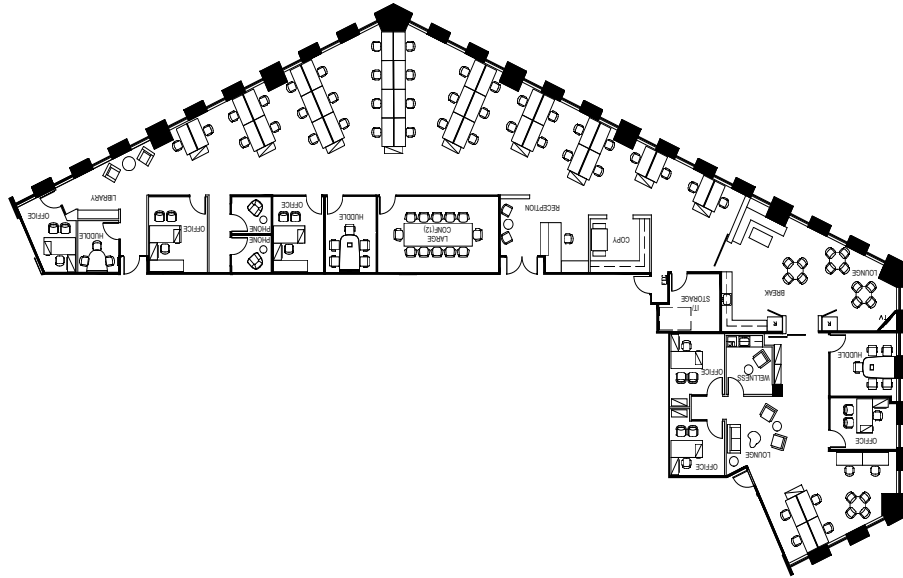 OFFICE
LIBRARY
HUDDLE
OFFICE
PHONE
PHONE
OFFICE
HUDDLE
LARGE
CONF(12)
RECEPTION
COPY
IT/
STORAGE
BREAK
LOUNGE
TV
R
R
OFFICE
WELLNESS
HUDDLE
OFFICE
LOUNGE
OFFICE